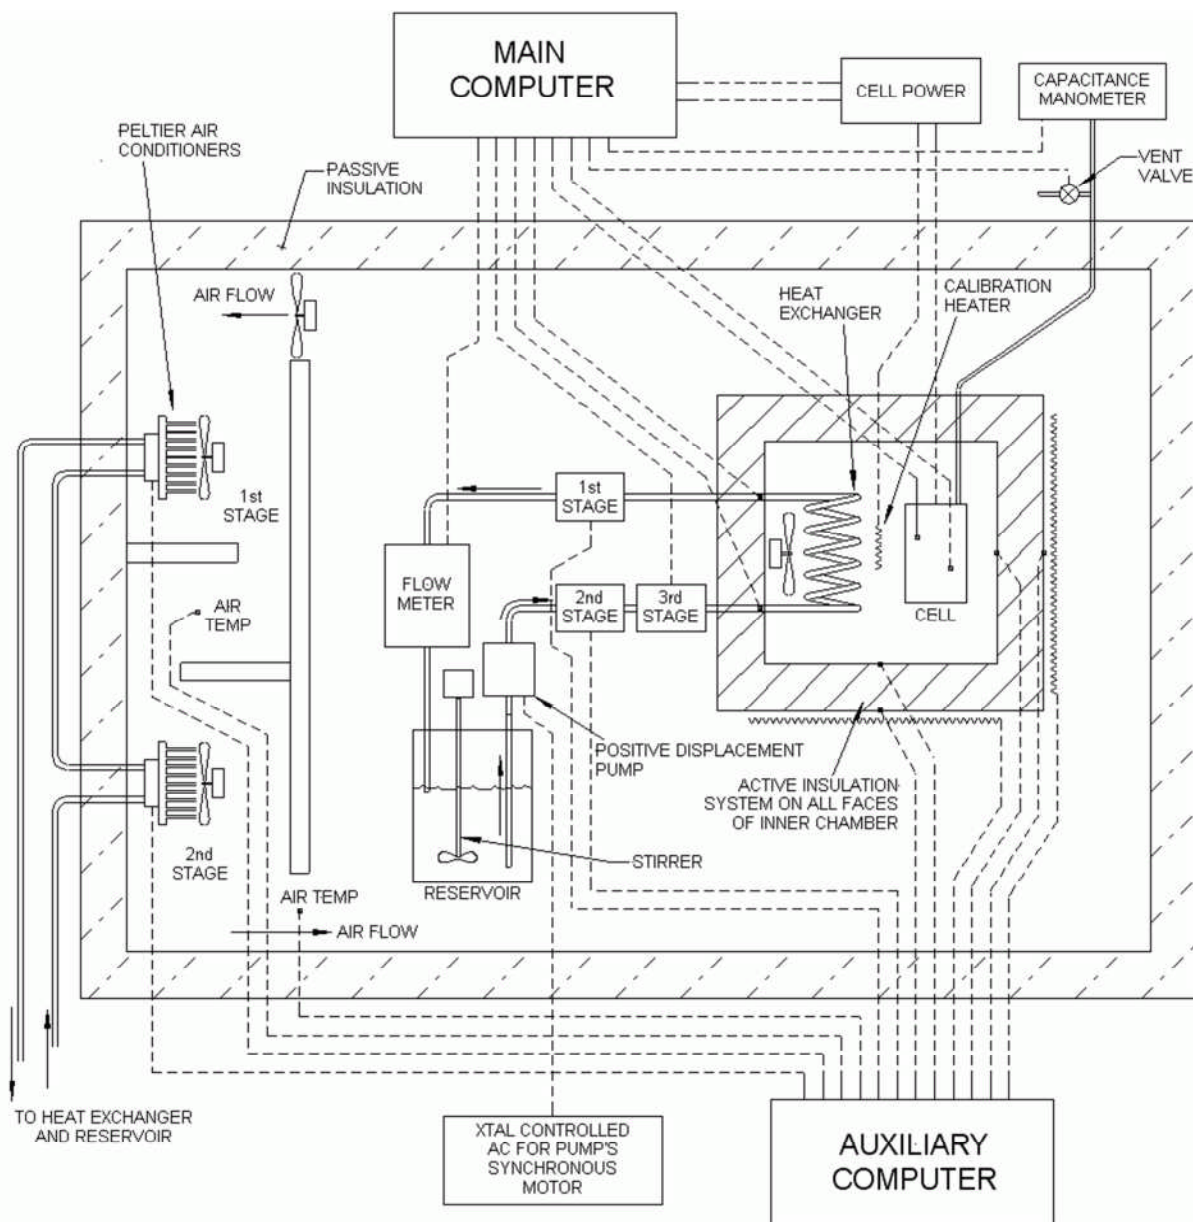 MAIN
COMPUTER
CELL POWER
CAPACITANCE
MANOMETER
PELTIER AIR
CONDITIONERS
PASSIVE
INSULATION
VENT
VALVE
AIR FLOW
HEAT
EXCHANGER
CALIBRATION
HEATER
1st
STAGE
1st
STAGE
FLOW
METER
2nd
STAGE
3rd
STAGE
CELL
AIR
TEMP
POSITIVE DISPLACEMENT
PUMP
ACTIVE INSULATION
SYSTEM ON ALL FACES
OF INNER CHAMBER
2nd
STAGE
STIRRER
RESERVOIR
AIR TEMP
AIR FLOW
TO HEAT EXCHANGER
AND RESERVOIR
XTAL CONTROLLED
AC FOR PUMP'S
SYNCHRONOUS
MOTOR
AUXILIARY
COMPUTER